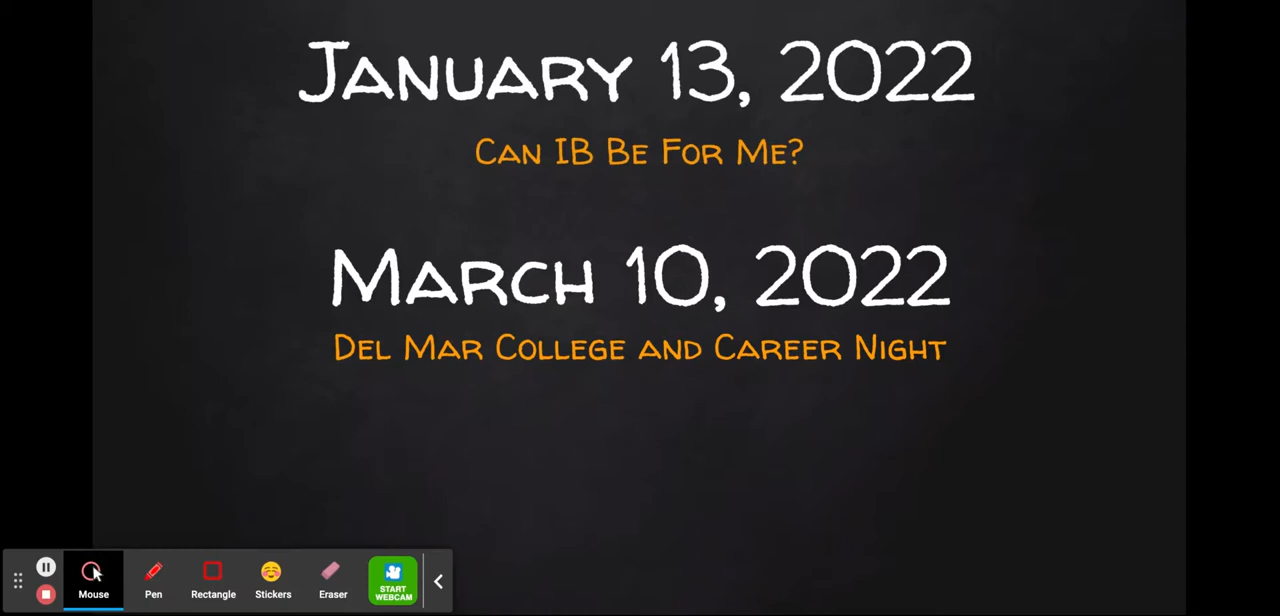 January 13, 2022
Can IB Be For Me?
March 10, 2022
Del Mar College and Career Night
Mouse
Pen
Rectangle
Stickers
Eraser
START
WEBCAM